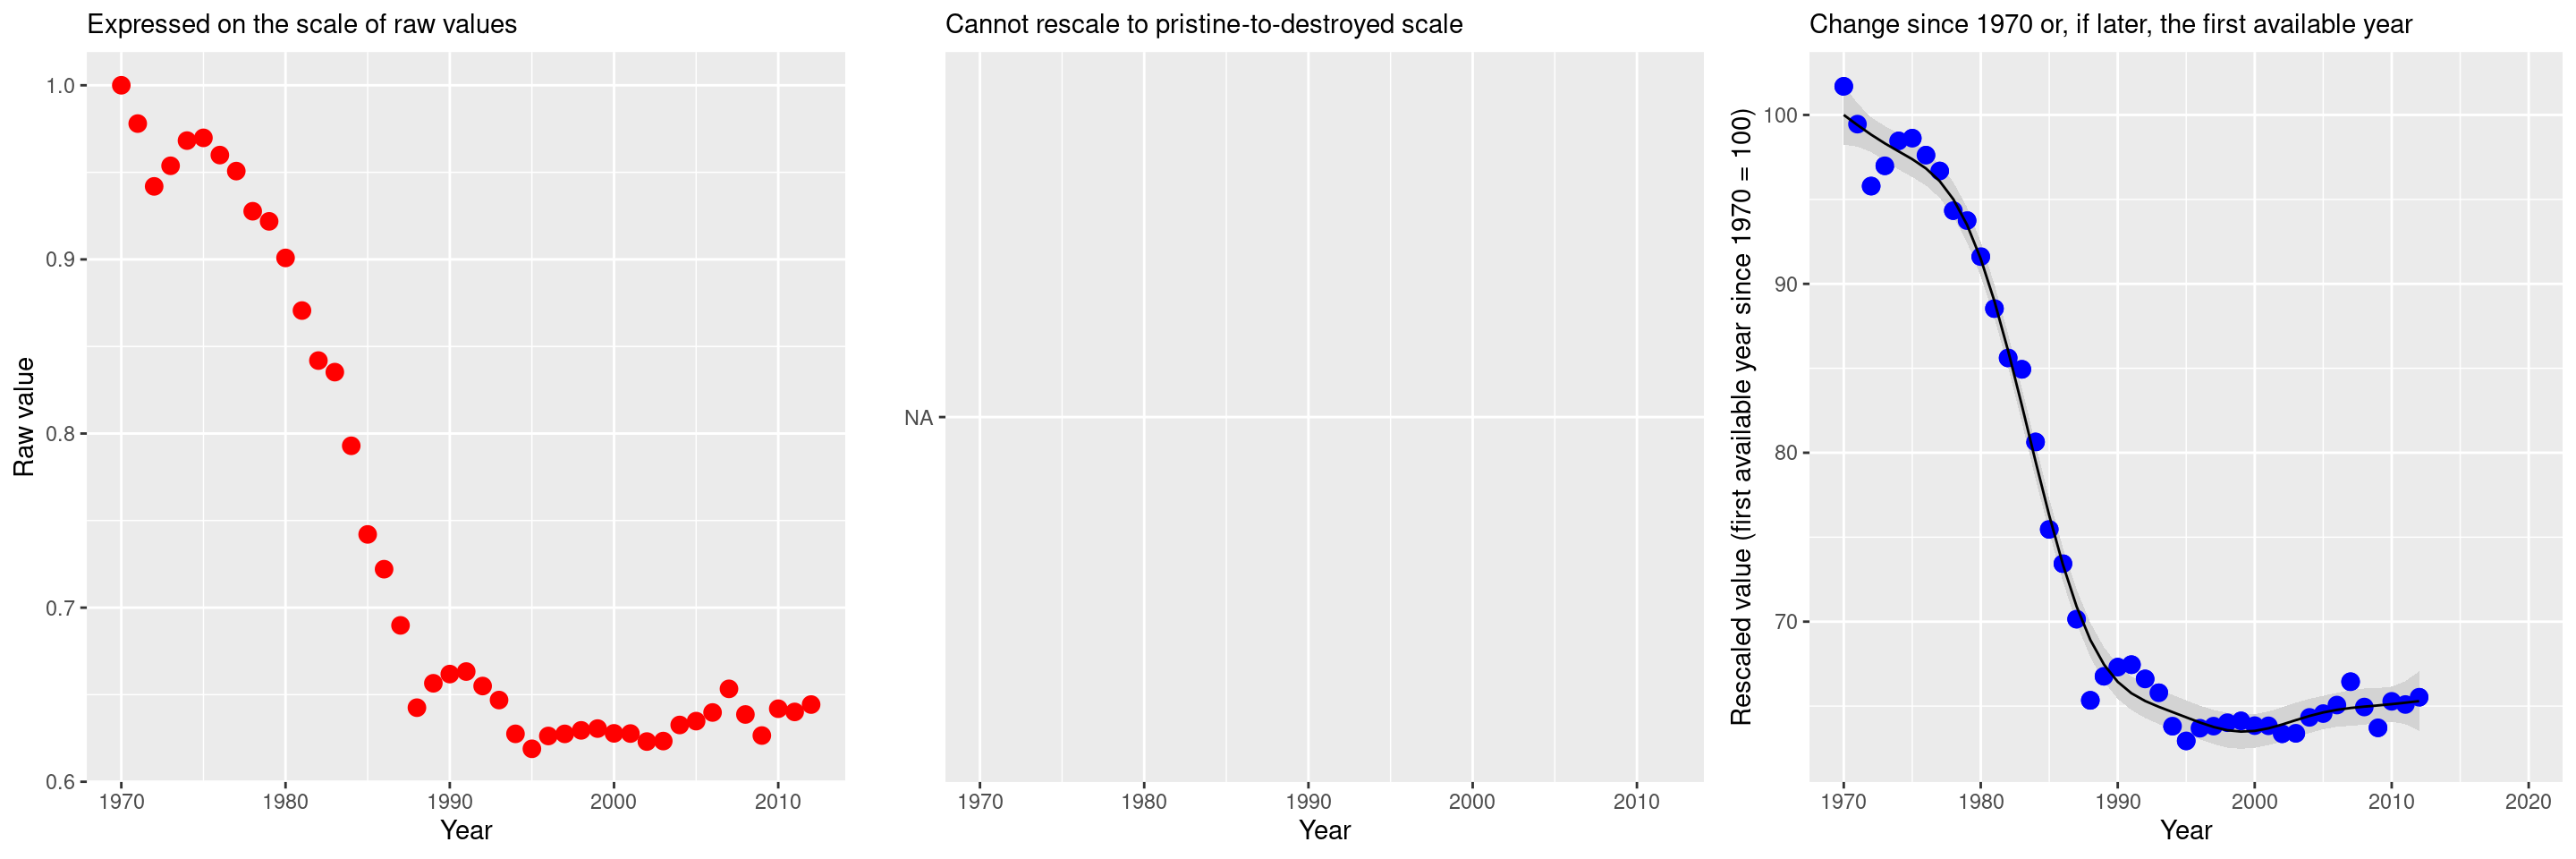 Expressed on the scale of raw values
Raw value
1.0
0.9
0.8
0.7
0.6
1970 1980 1990 2000 2010
Year
Cannot rescale to pristine-to-destroyed scale
NA
1970 1980 1990 2000 2010
Year
Change since 1970 or, if later, the first available year
Rescaled value (first available year since 1970 = 100)
100
90
80
70
1970 1980 1990 2000 2010 2020
Year